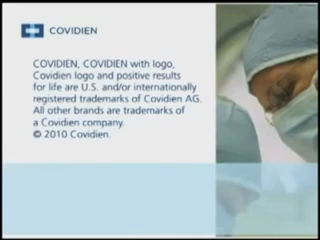 COVIDIEN
COVIDIEN, COVIDIEN with logo,
Covidien logo and positive results
for life are U.S. and/or internationally
registered trademarks of Covidien AG.
All other brands are trademarks of
a Covidien company.
© 2010 Covidien.